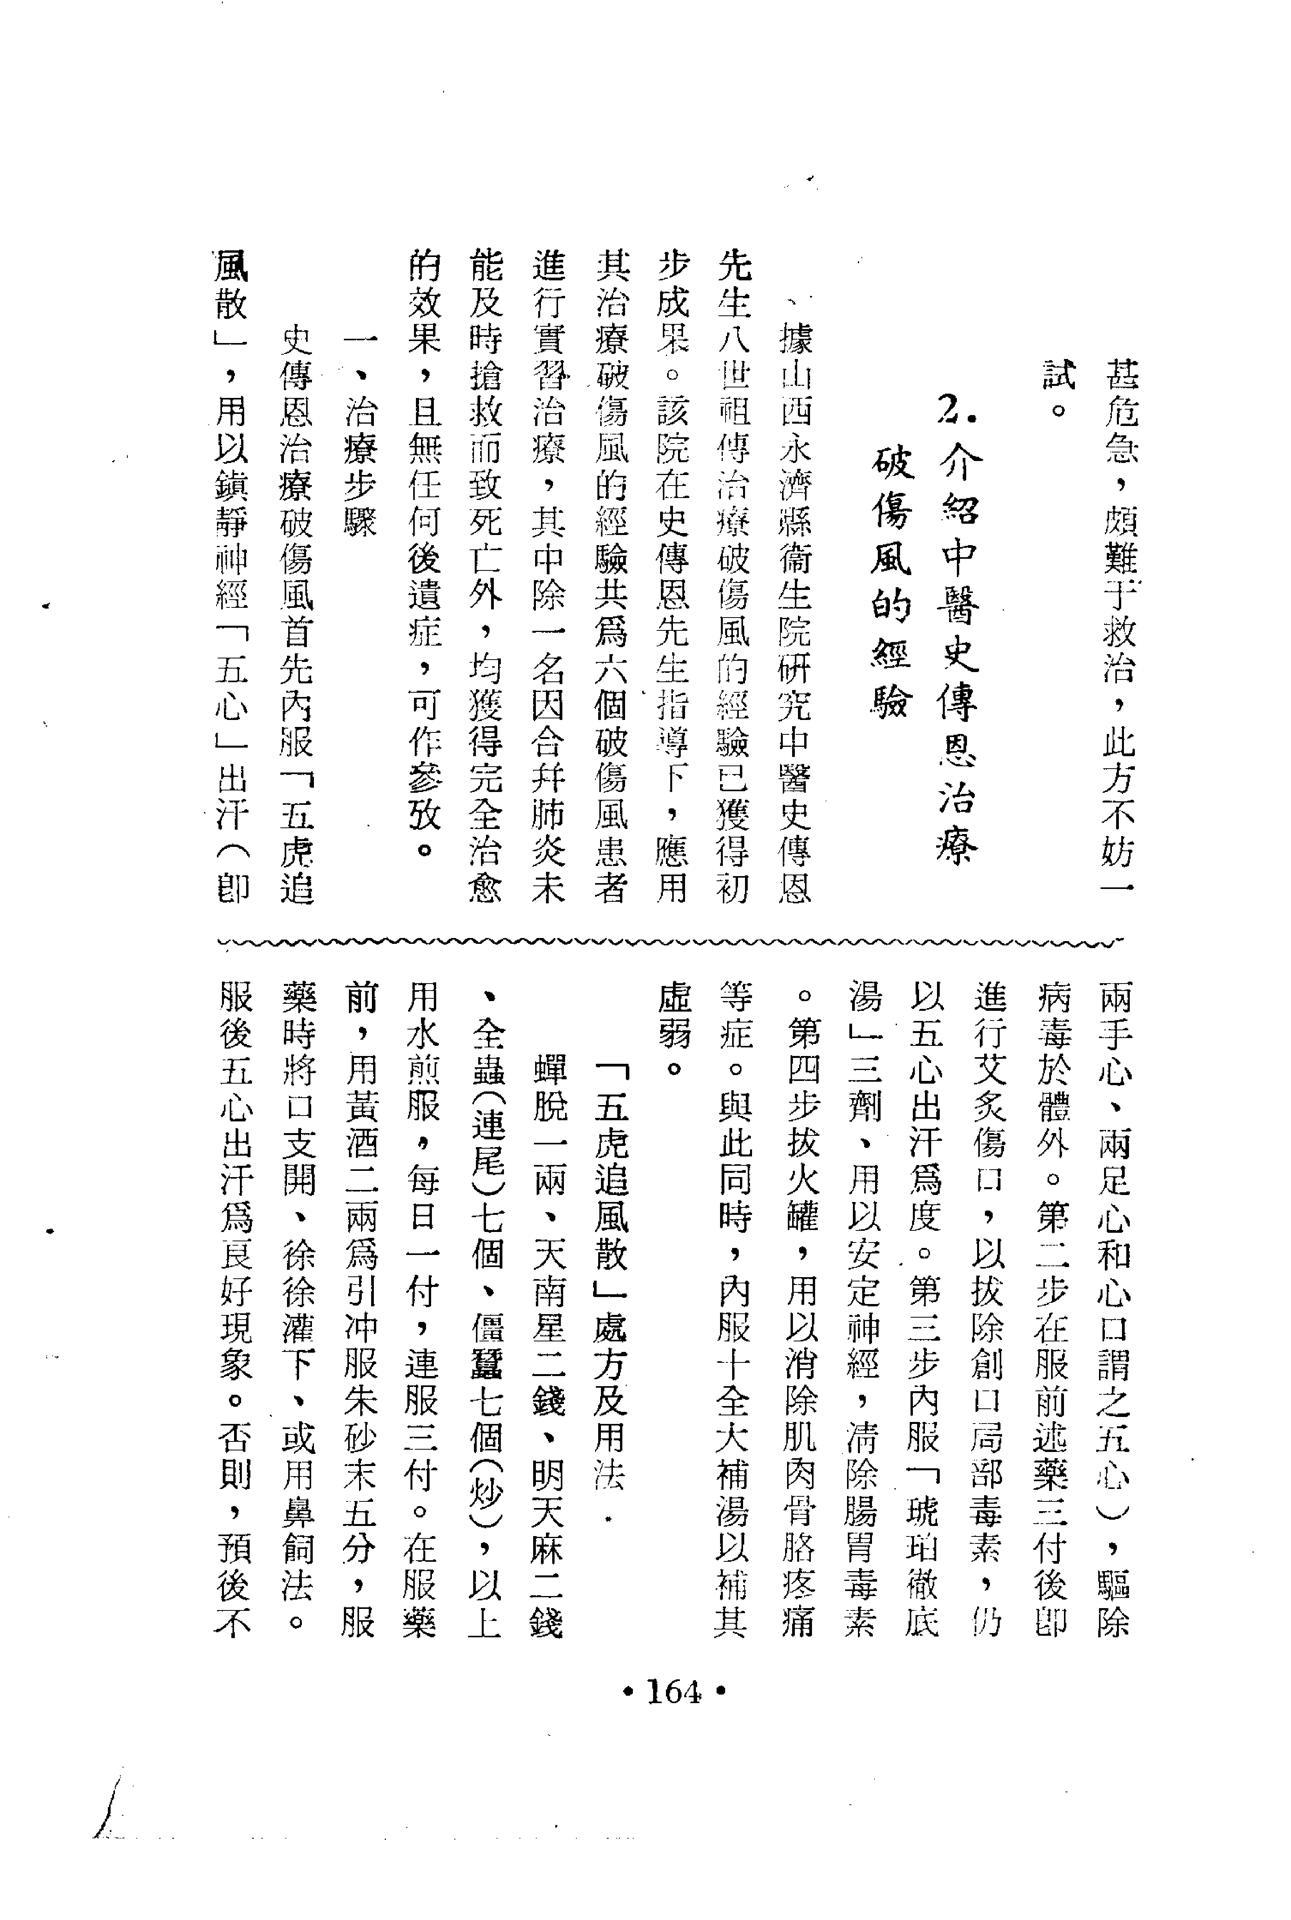 甚危急，頗難于救治，此方不妨一
試。
2.介紹中醫史傳恩治療
破傷風的經驗
據山西永濟縣衞生院研究中醫史傳恩
先生八世祖傳治療破傷風的經驗已獲得初
步成果。該院在史傳恩先生指導下，應用
其治療破傷風的經驗共爲六個破傷風患者
進行實習治療，其中除一名因合幷肺炎未
能及時搶救而致死亡外，均獲得完全治愈
的效果，且無任何後遺症，可作參攷。
一、治療步驟
史傳恩治療破傷風首先內服「五虎追
風散」，用以鎭靜神經「五心」出汗（卽
兩手心、兩足心和心口謂之五心），驅除
病毒於體外。第二步在服前述藥三付後卽
進行艾炙傷口，以拔除創口局部毒素，仍
以五心出汗爲度。第三步內服「琥珀徹底
湯」三劑、用以安定神經，淸除腸胃毒素
。第四步拔火罐，用以消除肌肉骨胳疼痛
等症。與此同時，內服十全大補湯以補其
虛弱。
「五虎追風散」處方及用法.
蟬脫一兩、天南星二錢、明天麻二錢
、全蟲（連尾）七個、僵蠶七個（炒），以上
用水煎服，每日一付，連服三付。在服藥
前，用黃酒二兩爲引冲服朱砂末五分，服
藥時將口支開、徐徐灌下、或用鼻飼法。
服後五心出汗爲良好現象。否則，預後不
•164•